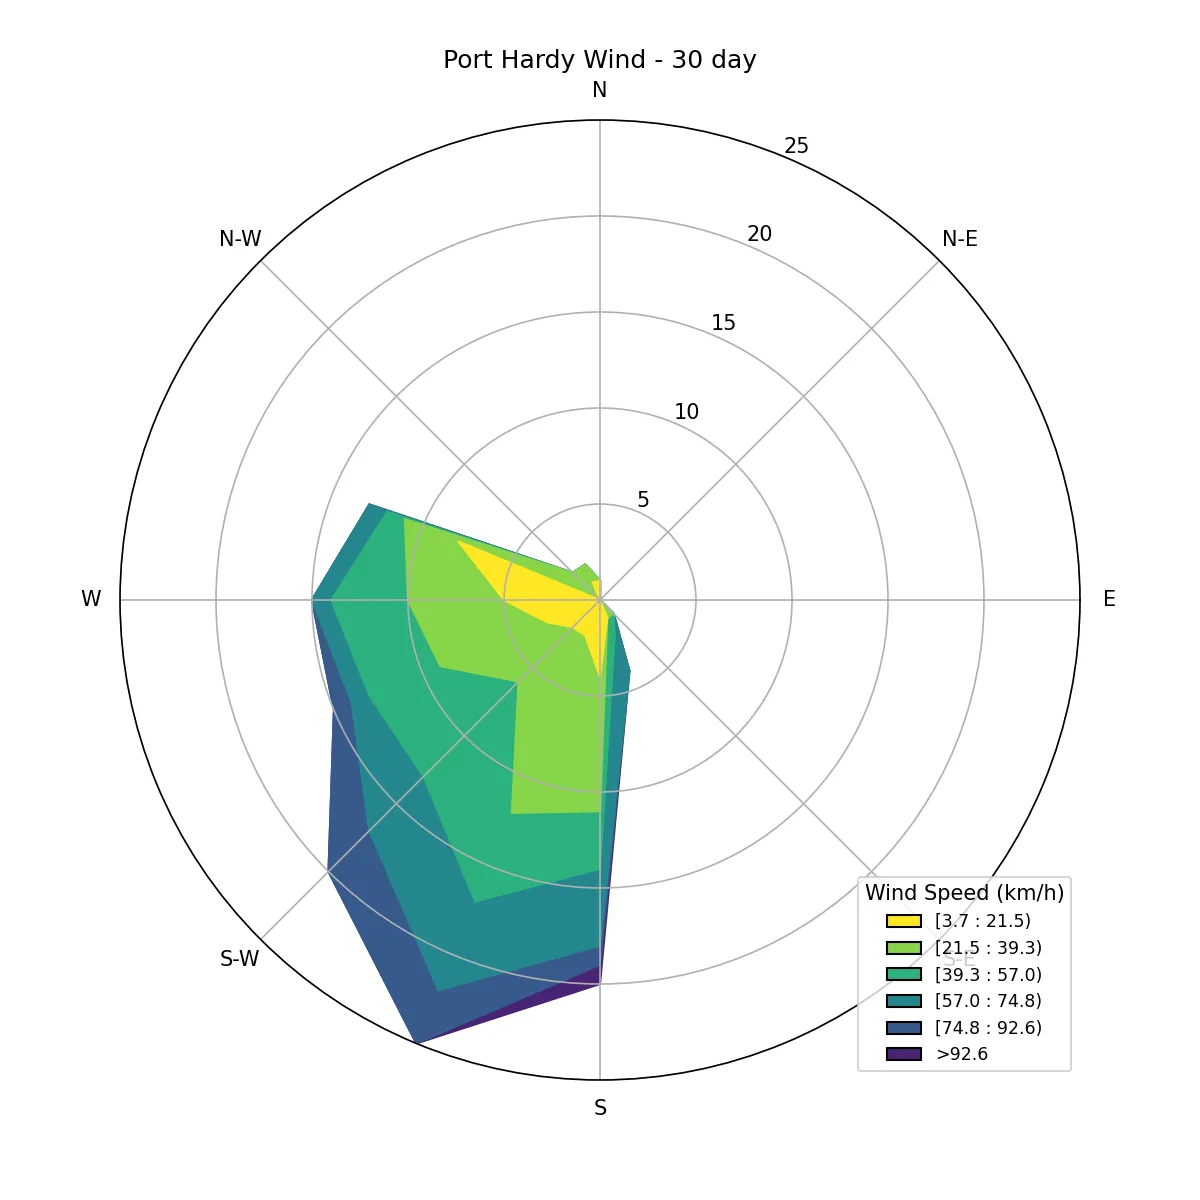 Port Hardy Wind - 30 day
N
25
N-W
20
N-E
15
10
5
W
E
Wind Speed (km/h)
[3.7 : 21.5)
[21.5 : 39.3)
S-W
S-E
[39.3 : 57.0)
[57.0 : 74.8)
[74.8 : 92.6)
>92.6
S